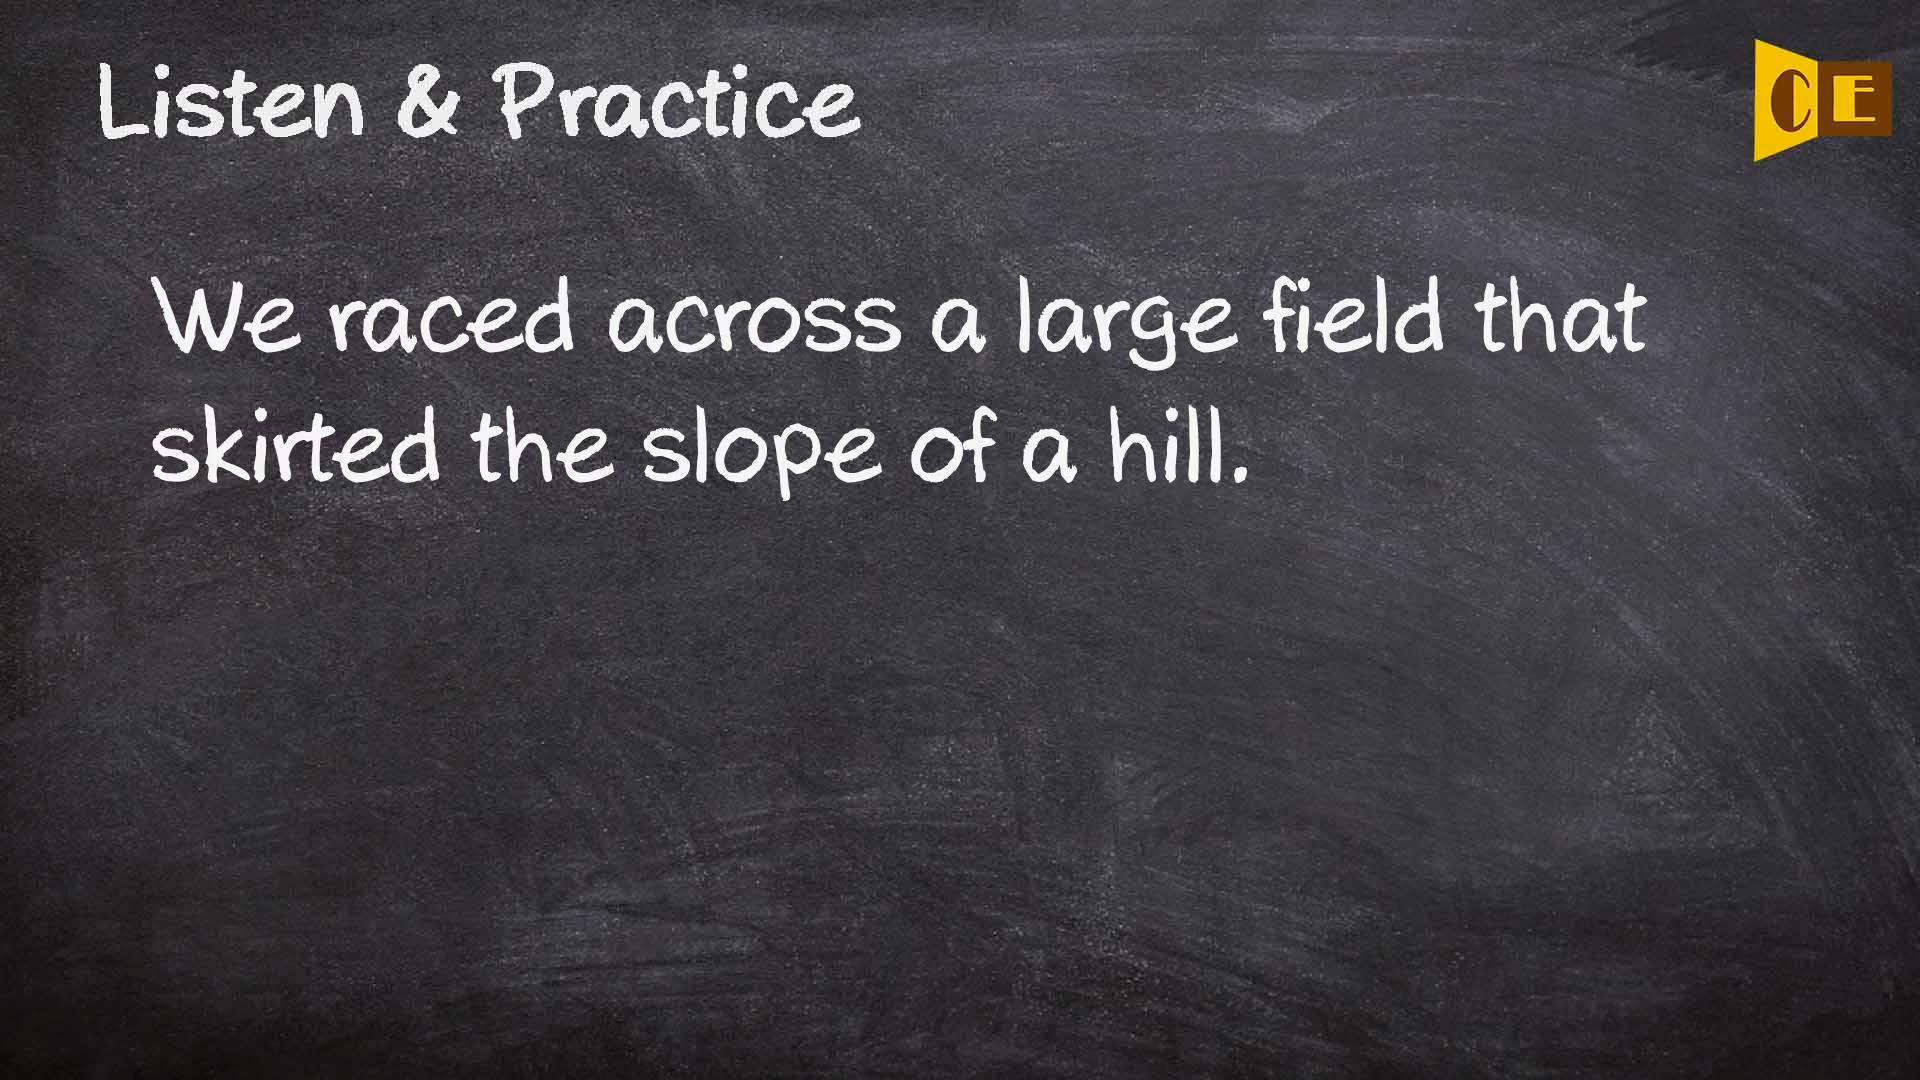 Listen & Practice
CE
We raced across a large field that
skirted the slope of a hill.